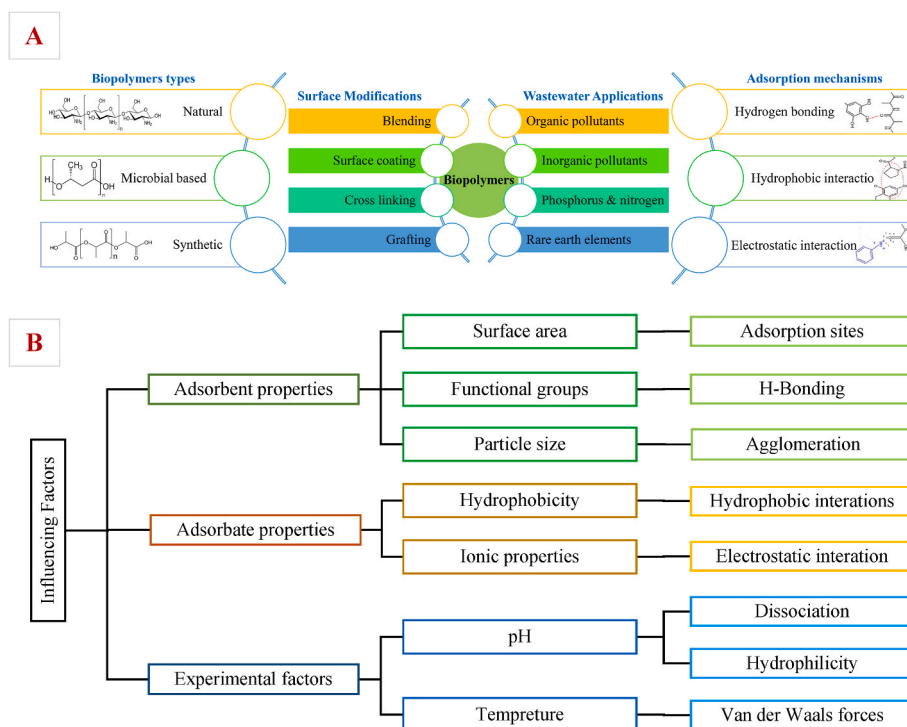 A
Biopolymers types
Natural
Microbial based
Synthetic
Surface Modifications
Blending
Surface coating
Cross linking
Grafting
Biopolymers
Wastewater Applications
Organic pollutants
Inorganic pollutants
Phosphorus & nitrogen
Rare earth elements
Adsorption mechanisms
Hydrogen bonding
Hydrophobic interactio
Electrostatic interaction
B
Influencing Factors
Adsorbent properties
Surface area
Adsorption sites
Functional groups
H-Bonding
Particle size
Agglomeration
Adsorbate properties
Hydrophobicity
Hydrophobic interations
Ionic properties
Electrostatic interation
Experimental factors
pH
Dissociation
Hydrophilicity
Tempreture
Van der Waals forces